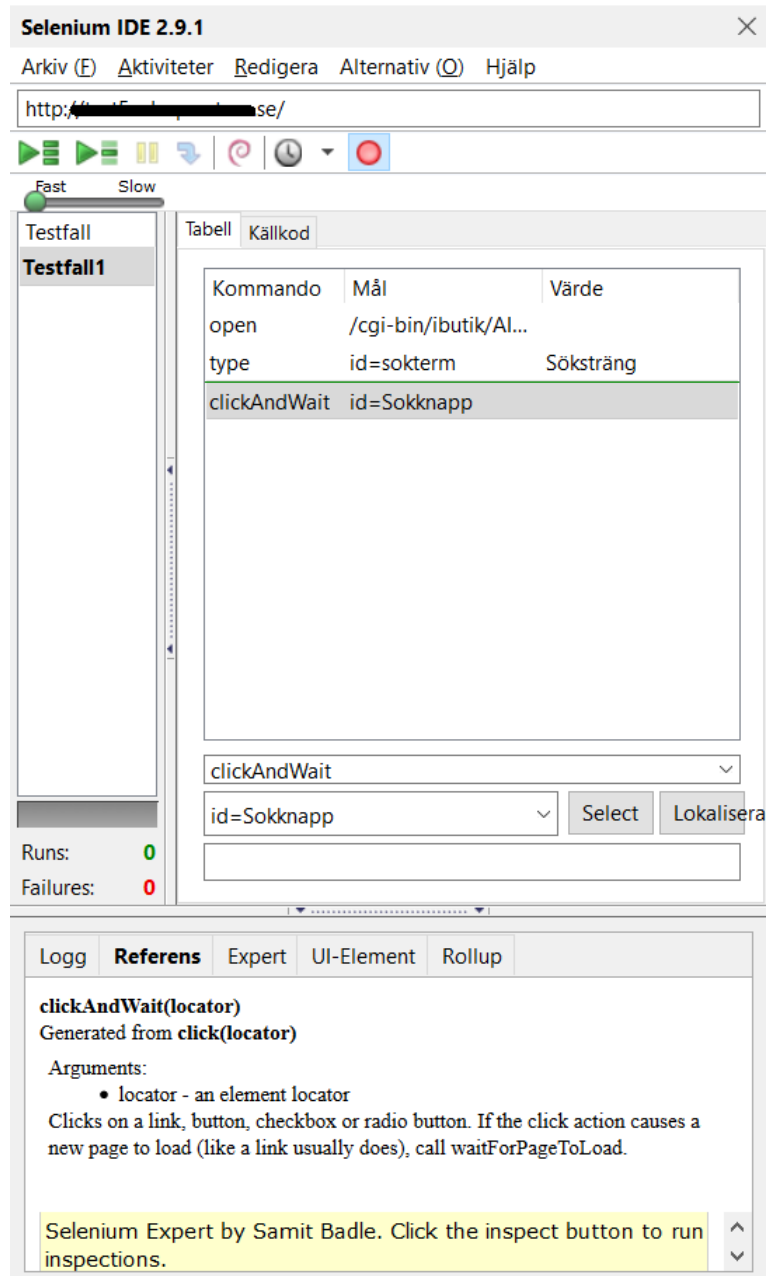 Selenium IDE 2.9.1
Arkiv (F) Aktiviteter Redigera Alternativ (O) Hjälp
http:/ se/
Fast Slow
Testfall
Testfall1
Tabell Källkod
Kommando Mål Värde
open /cgi-bin/ibutik/Al...
type id=sokterm Söksträng
clickAndWait id=Sokknapp
clickAndWait
id=Sokknapp Select Lokalisera
Runs: 0
Failures: 0
Logg Referens Expert UI-Element Rollup
clickAndWait(locator)
Generated from click(locator)
Arguments:
• locator - an element locator
Clicks on a link, button, checkbox or radio button. If the click action causes a
new page to load (like a link usually does), call waitForPageToLoad.
Selenium Expert by Samit Badle. Click the inspect button to run
inspections.